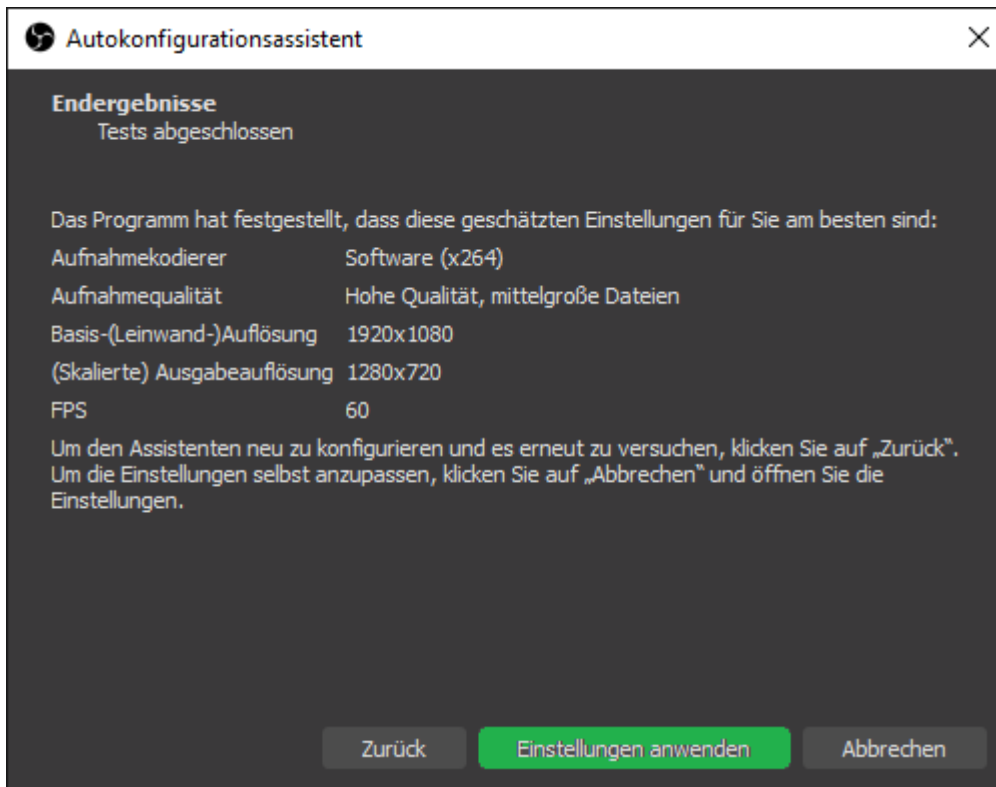 Autokonfigurationsassistent
Endergebnisse
Tests abgeschlossen
Das Programm hat festgestellt, dass diese geschätzten Einstellungen für Sie am besten sind:
Aufnahmekodierer Software (x264)
Aufnahmequalität Hohe Qualität, mittelgroße Dateien
Basis-(Leinwand-)Auflösung 1920x1080
(Skalierte) Ausgabeauflösung 1280x720
FPS 60
Um den Assistenten neu zu konfigurieren und es erneut zu versuchen, klicken Sie auf „Zurück“.
Um die Einstellungen selbst anzupassen, klicken Sie auf „Abbrechen“ und öffnen Sie die
Einstellungen.
Zurück Einstellungen anwenden Abbrechen